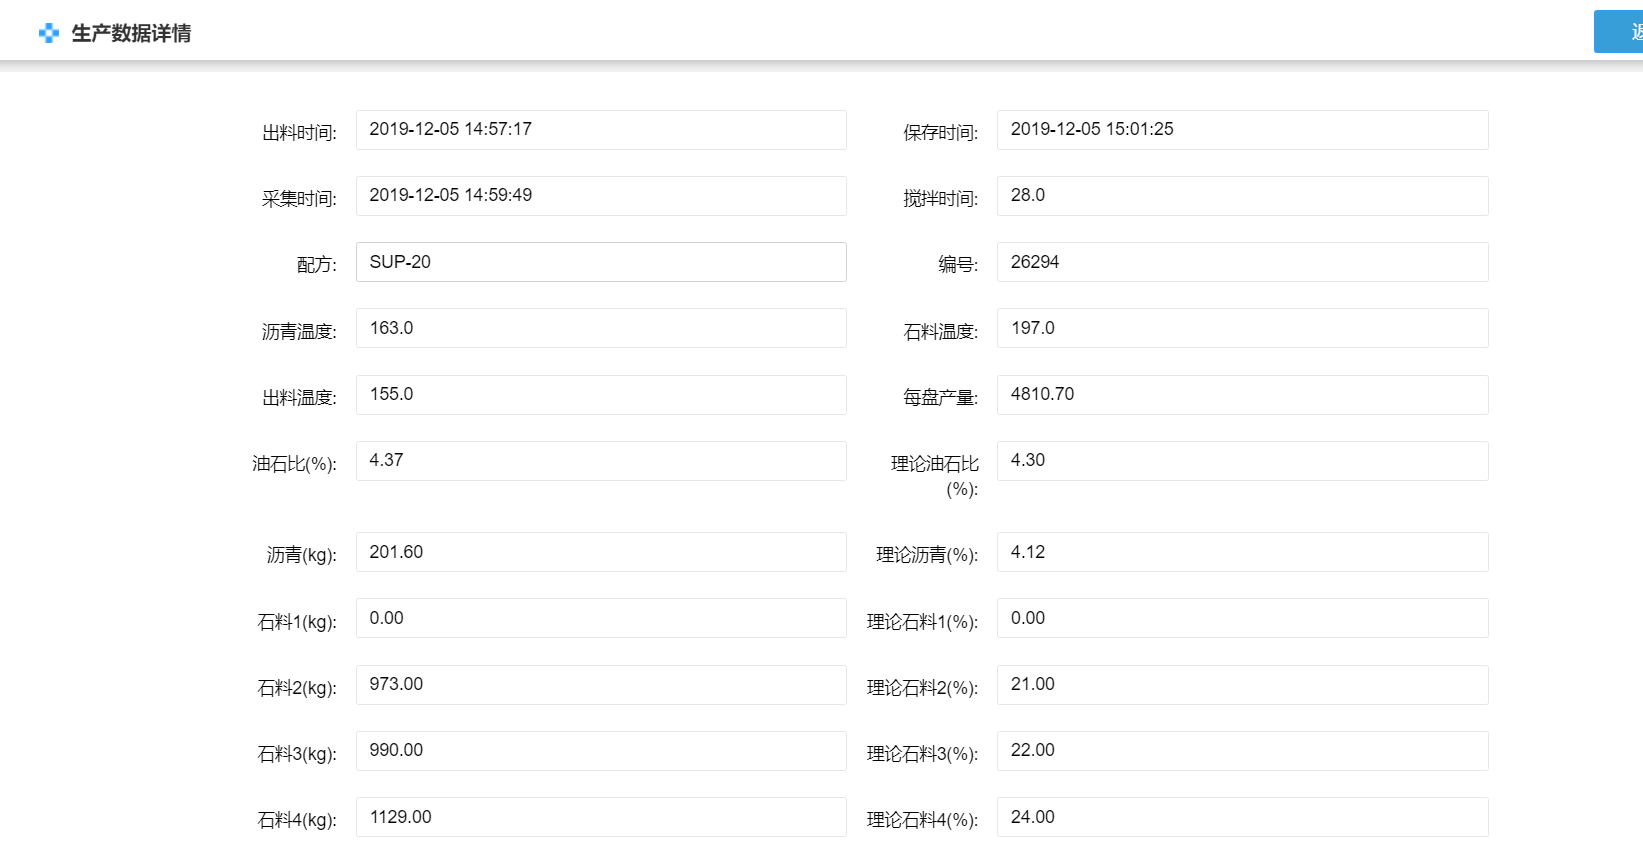 生产数据详情
出料时间: 2019-12-05 14:57:17 保存时间: 2019-12-05 15:01:25
采集时间: 2019-12-05 14:59:49 搅拌时间: 28.0
配方: SUP-20 编号: 26294
沥青温度: 163.0 石料温度: 197.0
出料温度: 155.0 每盘产量: 4810.70
油石比(%): 4.37 理论油石比 4.30
(%):
沥青(kg): 201.60 理论沥青(%): 4.12
石料1(kg): 0.00 理论石料1(%): 0.00
石料2(kg): 973.00 理论石料2(%): 21.00
石料3(kg): 990.00 理论石料3(%): 22.00
石料4(kg): 1129.00 理论石料4(%): 24.00